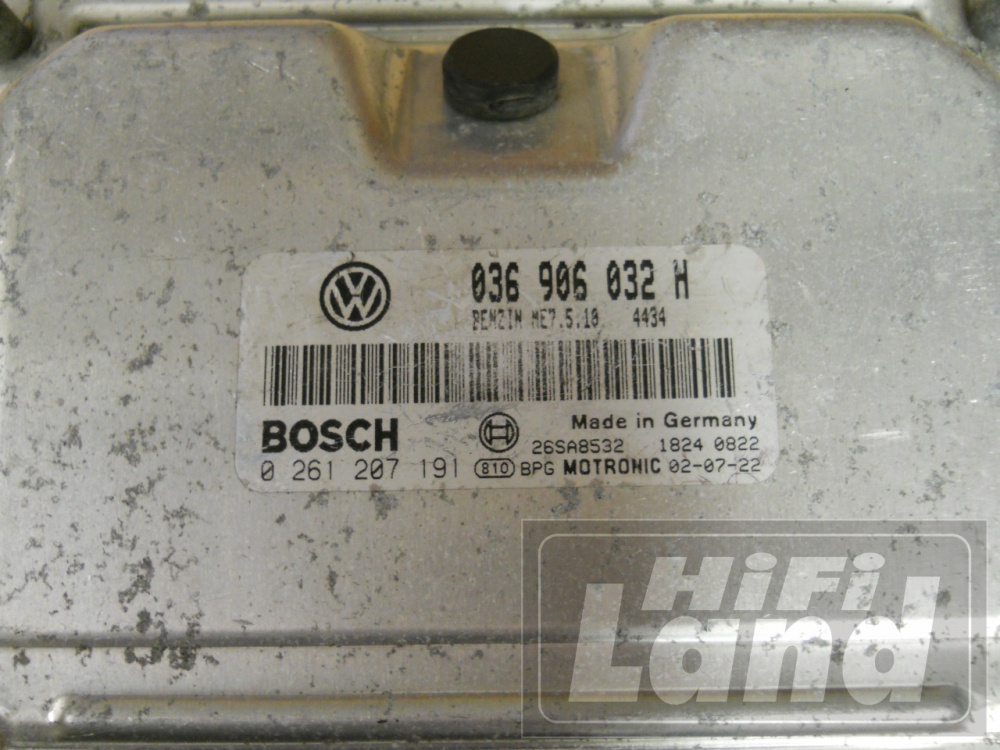 036 906 032 H
BENZIN ME7.5.10 4434
BOSCH
Made in Germany
26SA8532 1824 0822
0 261 207 191 810 BPG MOTRONIC 02-07-22
HiFi
Land